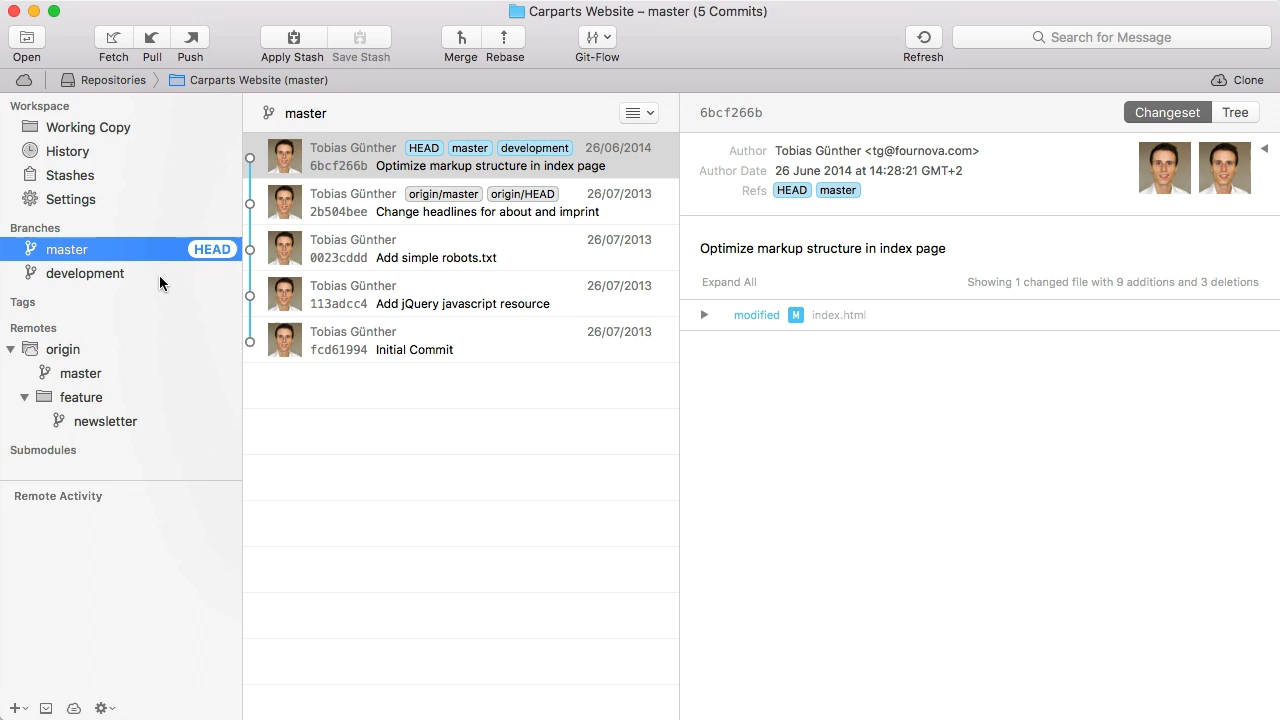 Carparts Website – master (5 Commits)
Open
Fetch
Pull
Push
Apply Stash
Save Stash
Merge
Rebase
Git-Flow
Refresh
Search for Message
Repositories
Carparts Website (master)
Clone
Workspace
Working Copy
History
Stashes
Settings
Branches
master HEAD
development
Tags
Remotes
origin
master
feature
newsletter
Submodules
Remote Activity
master
Tobias Günther HEAD master development 26/06/2014
6bcf266b Optimize markup structure in index page
Tobias Günther origin/master origin/HEAD 26/07/2013
2b504bee Change headlines for about and imprint
Tobias Günther 26/07/2013
0023cddd Add simple robots.txt
Tobias Günther 26/07/2013
113adcc4 Add jQuery javascript resource
Tobias Günther 26/07/2013
fcd61994 Initial Commit
6bcf266b
Changeset Tree
Author Tobias Günther <tg@fournova.com>
Author Date 26 June 2014 at 14:28:21 GMT+2
Refs HEAD master
Optimize markup structure in index page
Expand All
Showing 1 changed file with 9 additions and 3 deletions
modified M index.html